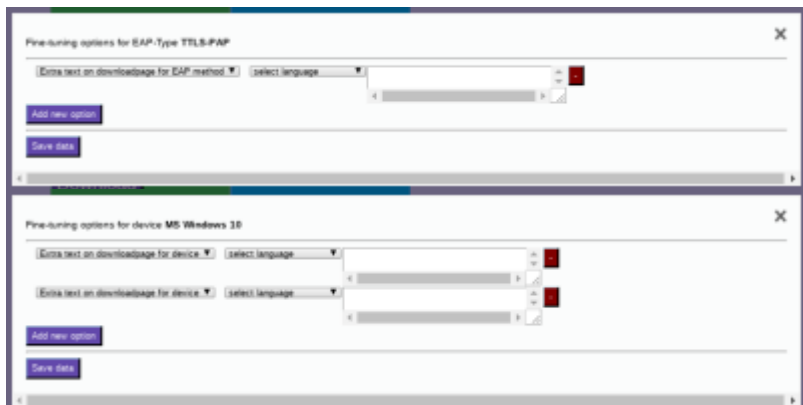 Fine-tuning options for EAP-Type TTLS-PAP
Extra text on downloadpage for EAP method select language
-
Add new option
Save data
Fine-tuning options for device MS Windows 10
Extra text on downloadpage for device select language
-
Extra text on downloadpage for device select language
-
Add new option
Save data